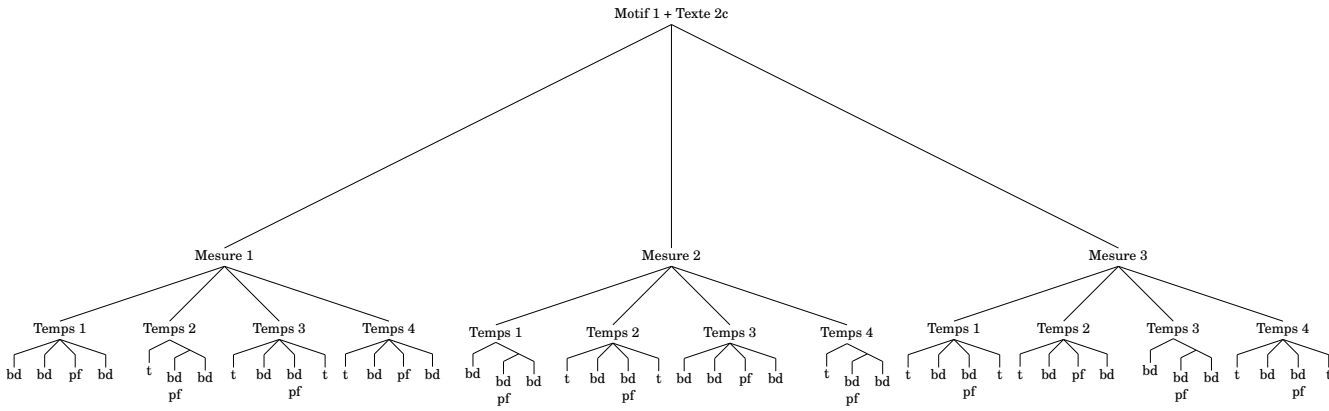 Motif 1 + Texte 2c
Mesure 1 Mesure 2 Mesure 3
Temps 1 Temps 2 Temps 3 Temps 4 Temps 1 Temps 2 Temps 3 Temps 4 Temps 1 Temps 2 Temps 3 Temps 4
bd bd pf bd t bd bd t bd bd t t bd pf bd bd bd bd t bd bd t bd bd pf bd t bd bd t bd bd t t bd pf bd bd bd bd t bd bd t
pf pf pf pf pf pf pf pf